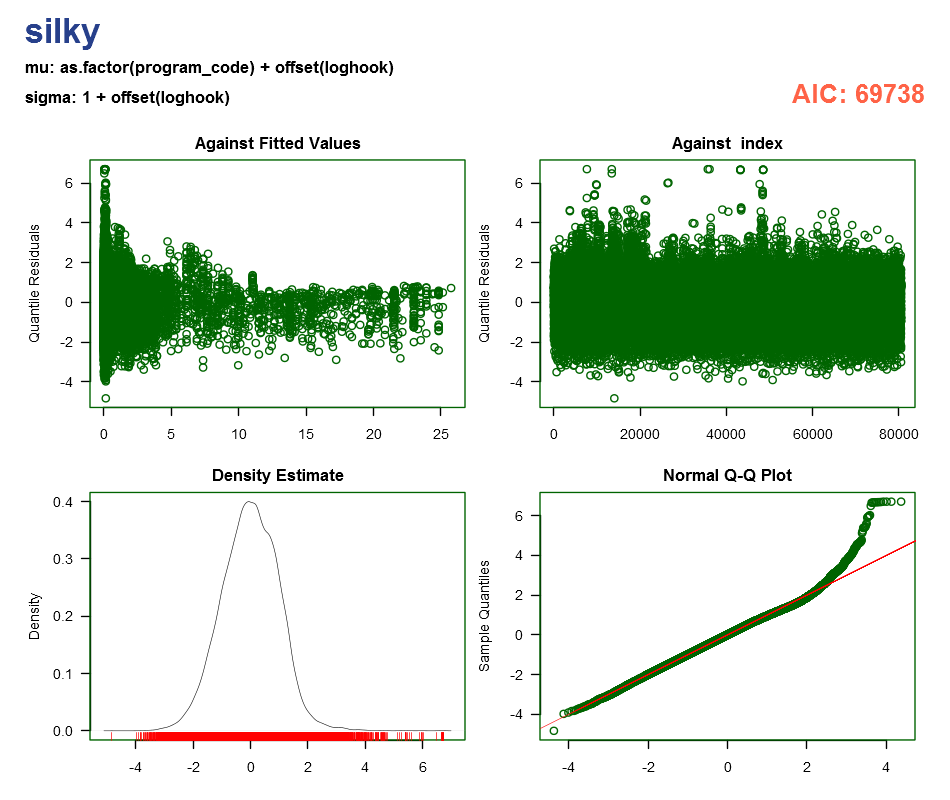 silky
mu: as.factor(program_code) + offset(loghook)
sigma: 1 + offset(loghook)
AIC: 69738
Against Fitted Values
Quantile Residuals
6
4
2
0
-2
-4
0 5 10 15 20 25
Against  index
Quantile Residuals
6
4
2
0
-2
-4
0 20000 40000 60000 80000
Density Estimate
Density
0.4
0.3
0.2
0.1
0.0
-4 -2 0 2 4 6
Normal Q-Q Plot
Sample Quantiles
6
4
2
0
-2
-4
-4 -2 0 2 4